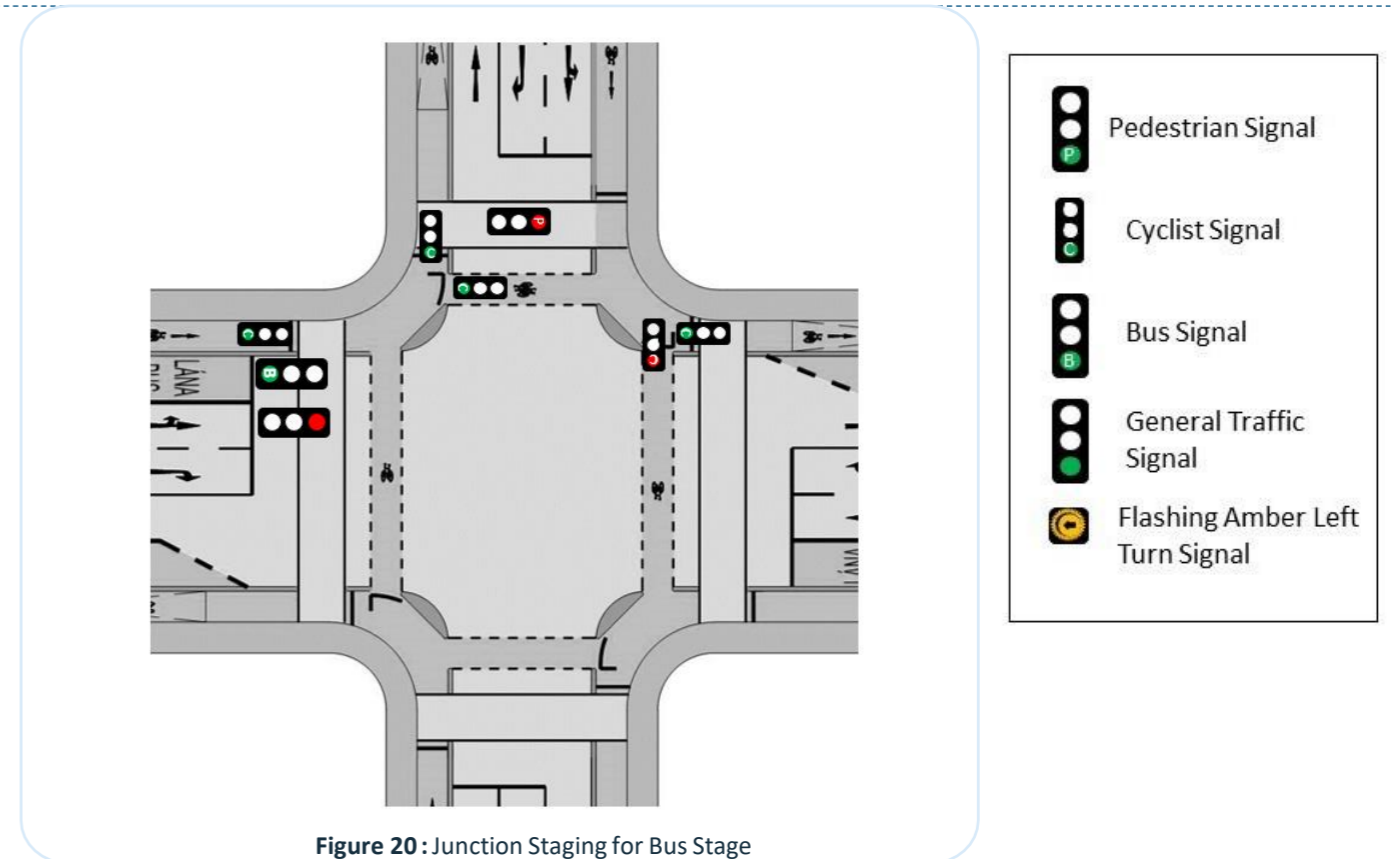 P
C
C
C
C
C
LÁNA
BUS
B
Pedestrian Signal
P
Cyclist Signal
C
Bus Signal
B
General Traffic
Signal
Flashing Amber Left
Turn Signal
Figure 20 : Junction Staging for Bus Stage